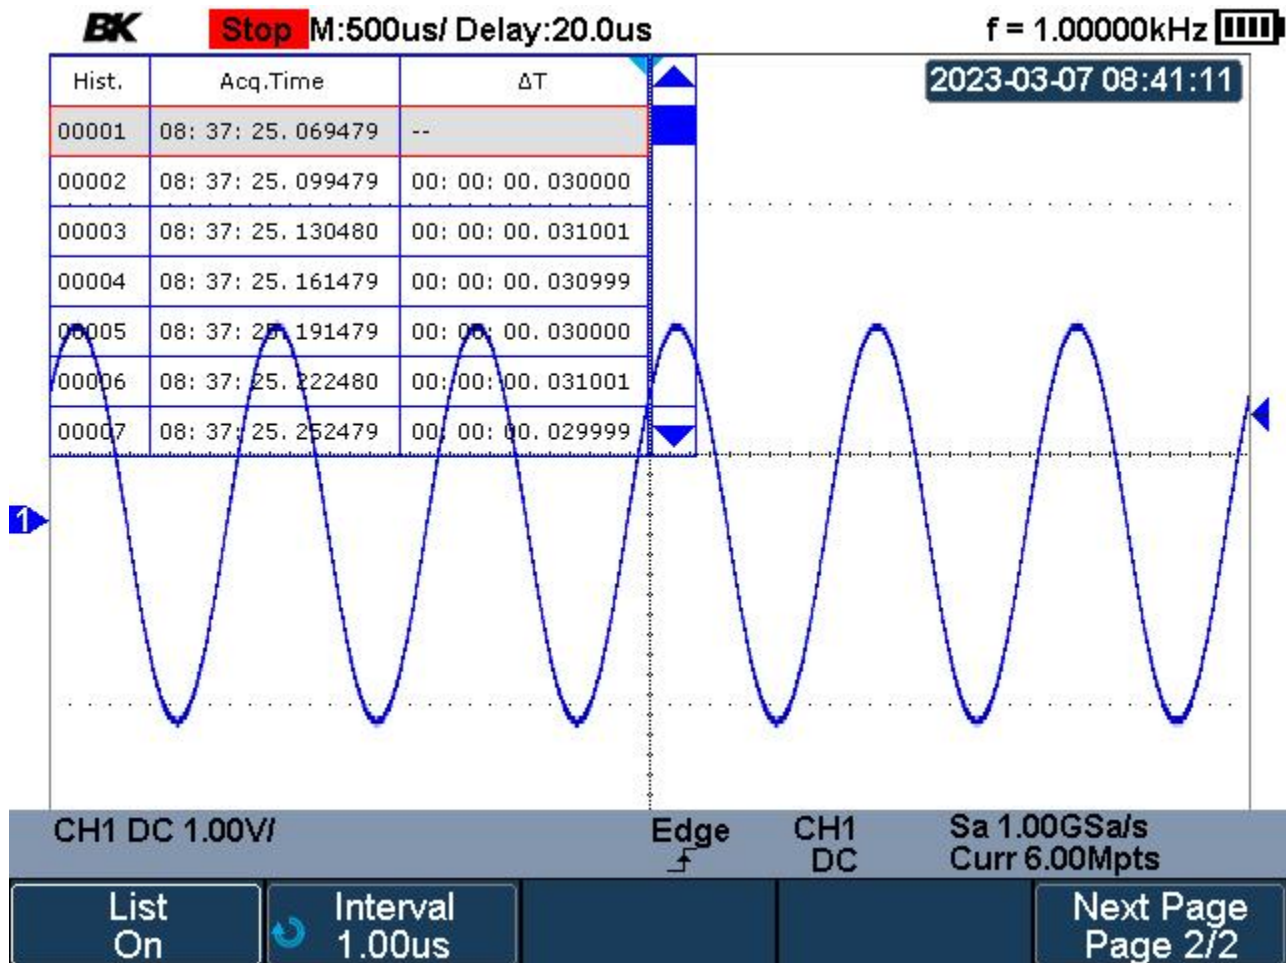 BK Stop M:500us/ Delay:20.0us f = 1.00000kHz
2023-03-07 08:41:11
Hist. Acq.Time ΔT
00001 08: 37: 25. 069479 --
00002 08: 37: 25. 099479 00: 00: 00. 030000
00003 08: 37: 25. 130480 00: 00: 00. 031001
00004 08: 37: 25. 161479 00: 00: 00. 030999
00005 08: 37: 25. 191479 00: 00: 00. 030000
00006 08: 37: 25. 222480 00: 00: 00. 031001
00007 08: 37: 25. 252479 00: 00: 00. 029999
1
CH1 DC 1.00V/ Edge CH1 Sa 1.00GSa/s
DC Curr 6.00Mpts
List Interval Next Page
On 1.00us Page 2/2